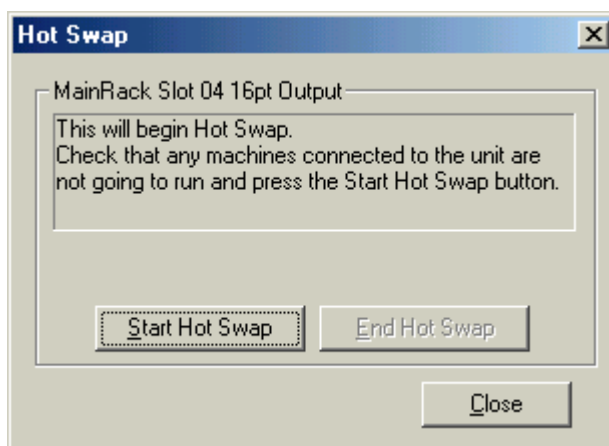 Hot Swap
MainRack Slot 04 16pt Output
This will begin Hot Swap.
Check that any machines connected to the unit are
not going to run and press the Start Hot Swap button.
Start Hot Swap
End Hot Swap
Close